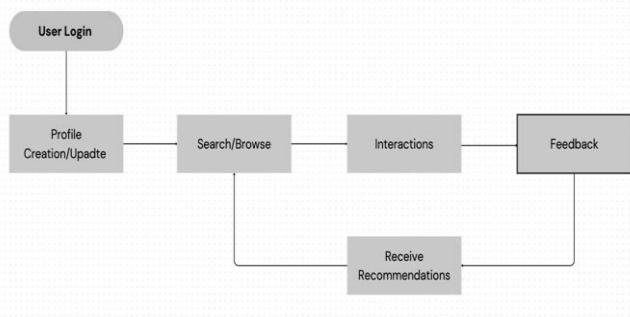 User Login
Profile
Creation/Upadte
Search/Browse
Interactions
Feedback
Receive
Recommendations